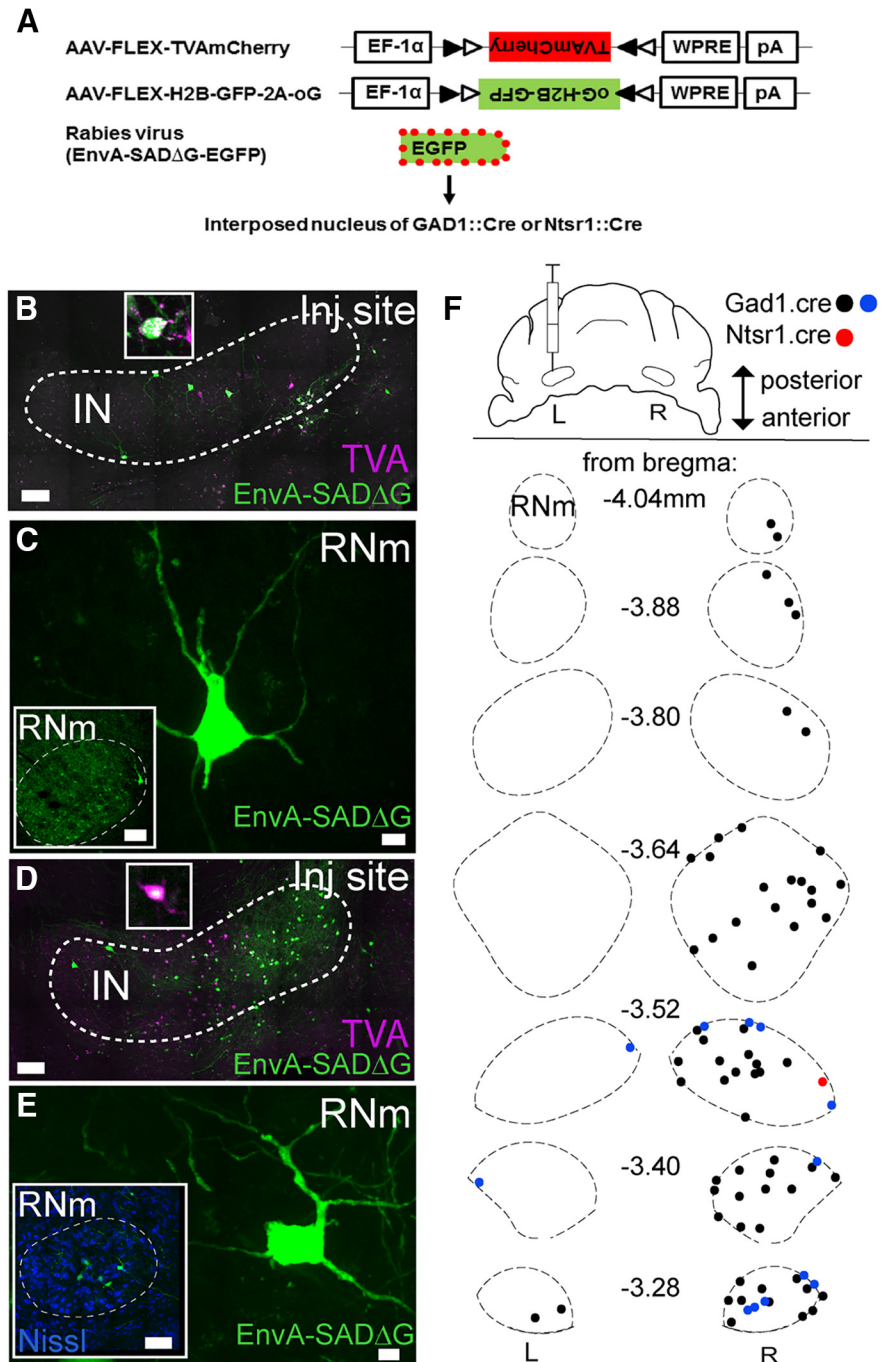 A
AAV-FLEX-TVAmCherry
EF-1α
TVAmCherry
WPRE
pA
AAV-FLEX-H2B-GFP-2A-oG
EF-1α
oG-H2B-GFP
WPRE
pA
Rabies virus
(EnvA-SADΔG-EGFP)
EGFP
Interposed nucleus of GAD1::Cre or Ntsr1::Cre
B
Inj site
IN
TVA
EnvA-SADΔG
C
RNm
RNm
EnvA-SADΔG
D
Inj site
IN
TVA
EnvA-SADΔG
E
RNm
RNm
Nissl
EnvA-SADΔG
F
Gad1.cre
Ntsr1.cre
posterior
anterior
L
R
from bregma:
RNm
-4.04mm
-3.88
-3.80
-3.64
-3.52
-3.40
-3.28
L
R